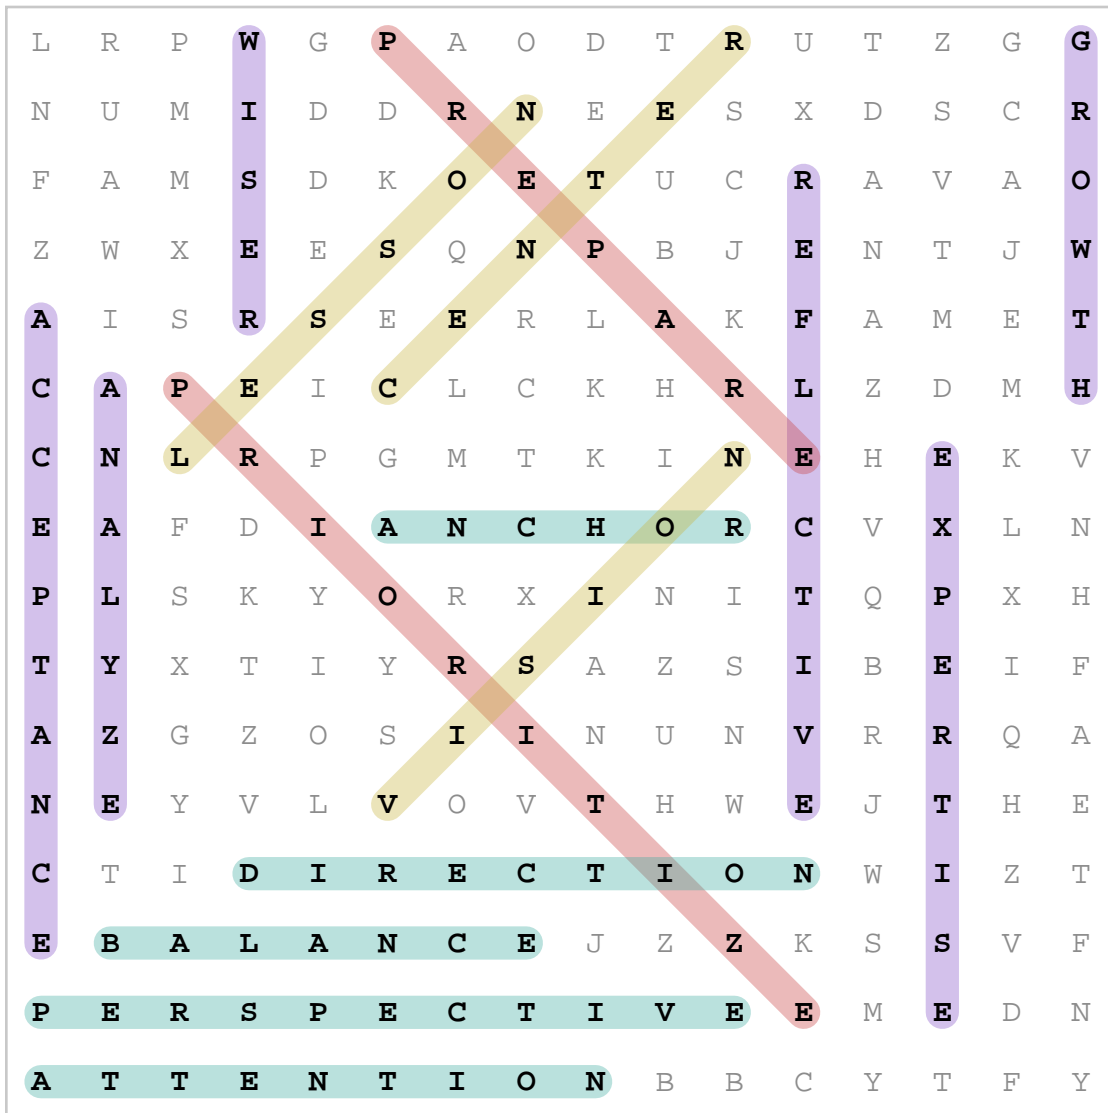 L R P W G P A O D T R U T Z G G
N U M I D D R N E E S X D S C R
F A M S D K O E T U C R A V A O
Z W X E E S Q N P B J E N T J W
A I S R S E E R L A K F A M E T
C A P E I C L C K H R L Z D M H
C N L R P G M T K I N E H E K V
E A F D I A N C H O R C V X L N
P L S K Y O R X I N I T Q P X H
T Y X T I Y R S A Z S I B E I F
A Z G Z O S I I N U N V R R Q A
N E Y V L V O V T H W E J T H E
C T I D I R E C T I O N W I Z T
E B A L A N C E J Z Z K S S V F
P E R S P E C T I V E E M E D N
A T T E N T I O N B B C Y T F Y